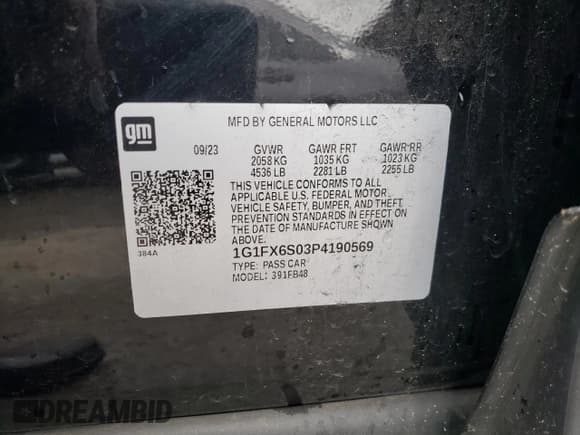 gm
MFD BY GENERAL MOTORS LLC
09/23 GVWR GAWR FRT GAWR RR
2058 KG 1035 KG 1023 KG
4536 LB 2281 LB 2255 LB
THIS VEHICLE CONFORMS TO ALL
APPLICABLE U.S. FEDERAL MOTOR
VEHICLE SAFETY, BUMPER, AND THEFT
PREVENTION STANDARDS IN EFFECT ON
THE DATE OF MANUFACTURE SHOWN
ABOVE.
384A
1G1FX6S03P4190569
TYPE: PASS CAR
MODEL: 391FB48
DREAMBID